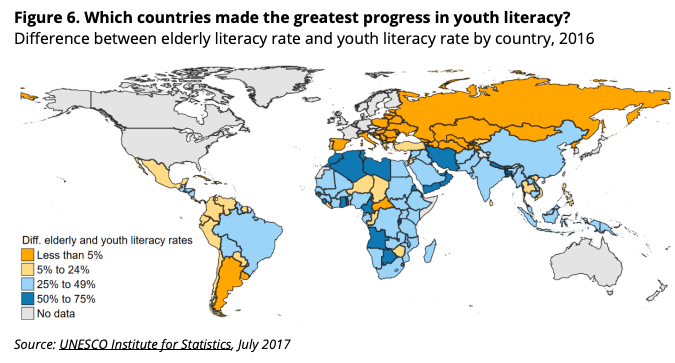 Figure 6. Which countries made the greatest progress in youth literacy?
Difference between elderly literacy rate and youth literacy rate by country, 2016
Diff. elderly and youth literacy rates
Less than 5%
5% to 24%
25% to 49%
50% to 75%
No data
Source: UNESCO Institute for Statistics, July 2017